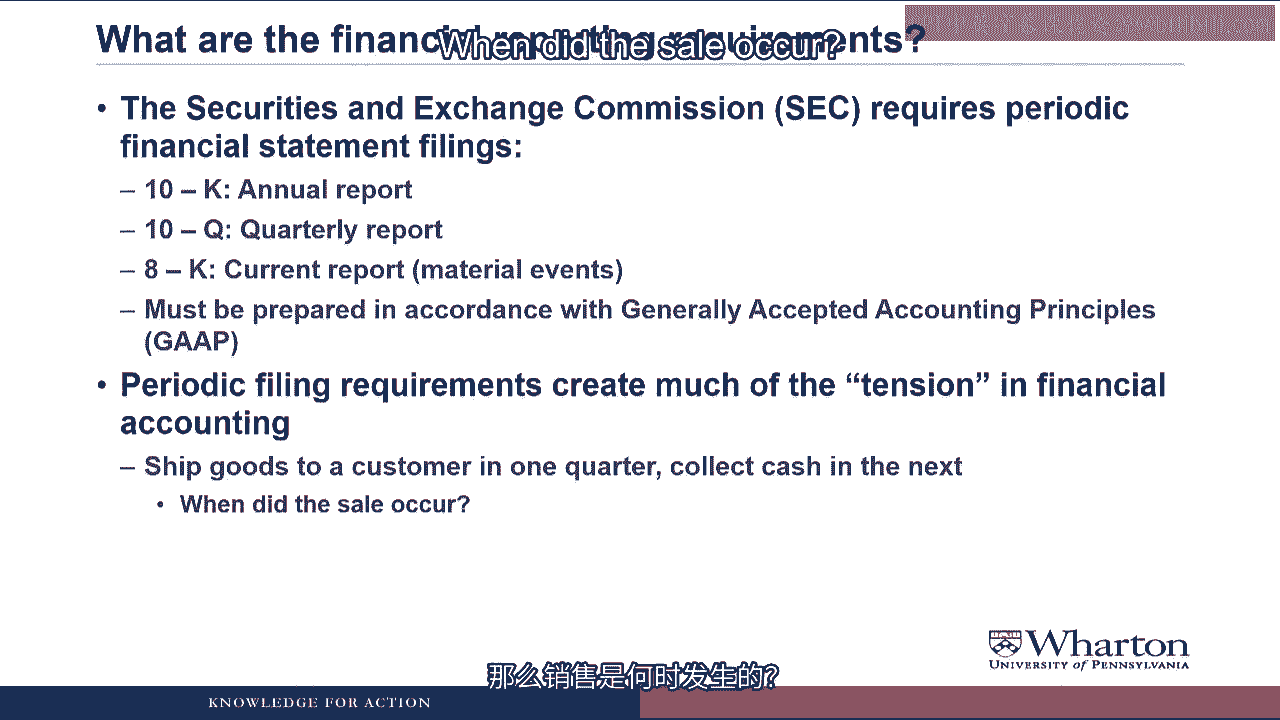 What are the financial reporting requirements?
When did the sale occur?
• The Securities and Exchange Commission (SEC) requires periodic
financial statement filings:
– 10 – K: Annual report
– 10 – Q: Quarterly report
– 8 – K: Current report (material events)
– Must be prepared in accordance with Generally Accepted Accounting Principles
(GAAP)
• Periodic filing requirements create much of the “tension” in financial
accounting
– Ship goods to a customer in one quarter, collect cash in the next
• When did the sale occur?
Wharton
UNIVERSITY of PENNSYLVANIA
那么销售是何时发生的?
KNOWLEDGE FOR ACTION